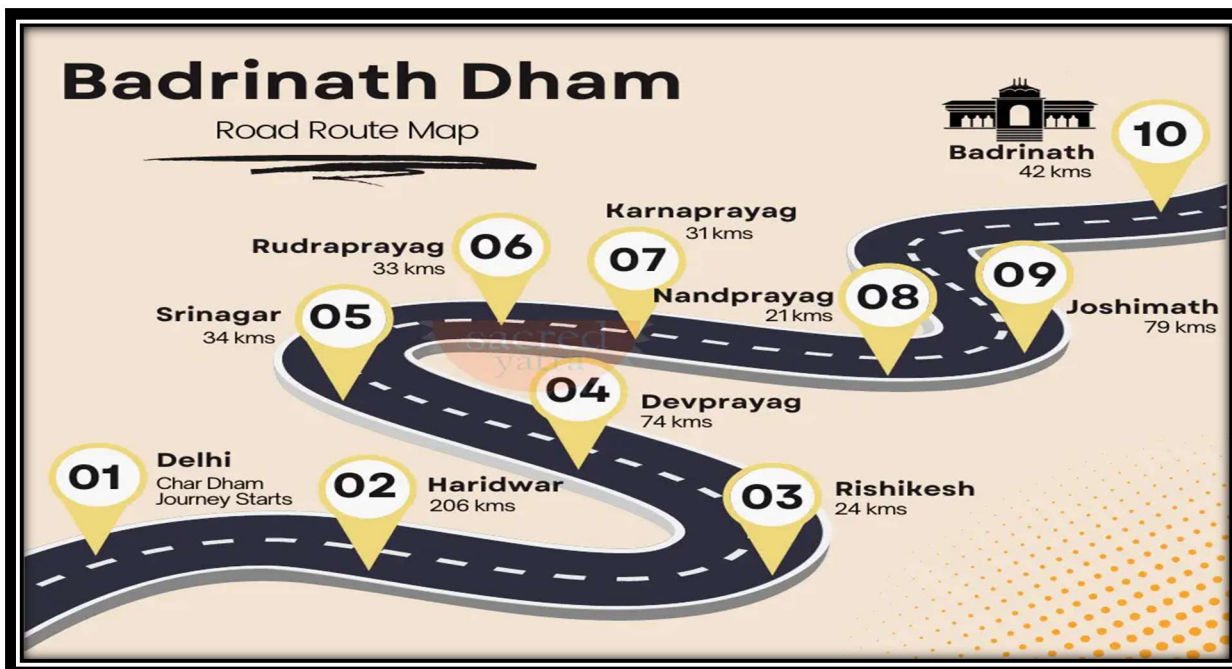 Badrinath Dham
Road Route Map
10
Badrinath
42 kms
Karnaprayag
31 kms
Rudraprayag
33 kms
06
07
Nandprayag
21 kms
08
09
Joshimath
79 kms
Srinagar
34 kms
05
sacred
yatra
04
Devprayag
74 kms
01
Delhi
Char Dham
Journey Starts
02
Haridwar
206 kms
03
Rishikesh
24 kms